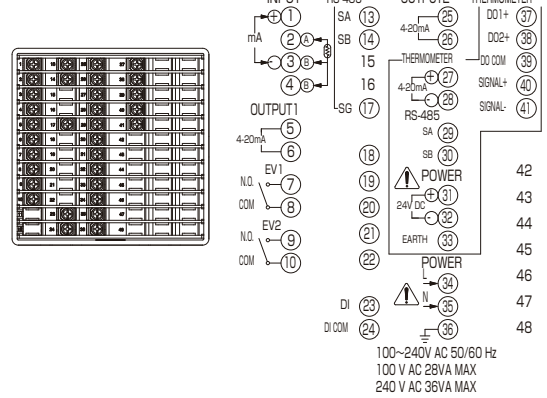 INPUT1 RS-485 OUTPUT2 THERMOMETER
mA + 1
2 A
- 3 B
4 B
SA 13
SB 14
15
16
SG 17
OUTPUT1
4-20mA 5
6
EV1
N.O. 7
COM 8
EV2
N.O. 9
COM 10
18
19
20
21
22
DI 23
DI COM 24
4-20mA 25
26
THERMOMETER
4-20mA + 27
- 28
RS-485
SA 29
SB 30
POWER
24V DC + 31
- 32
EARTH 33
POWER
L 34
N 35
36
100~240V AC 50/60 Hz
100 V AC 28VA MAX
240 V AC 36VA MAX
DO1+ 37
DO2+ 38
DO COM 39
SIGNAL+ 40
SIGNAL- 41
42
43
44
45
46
47
48